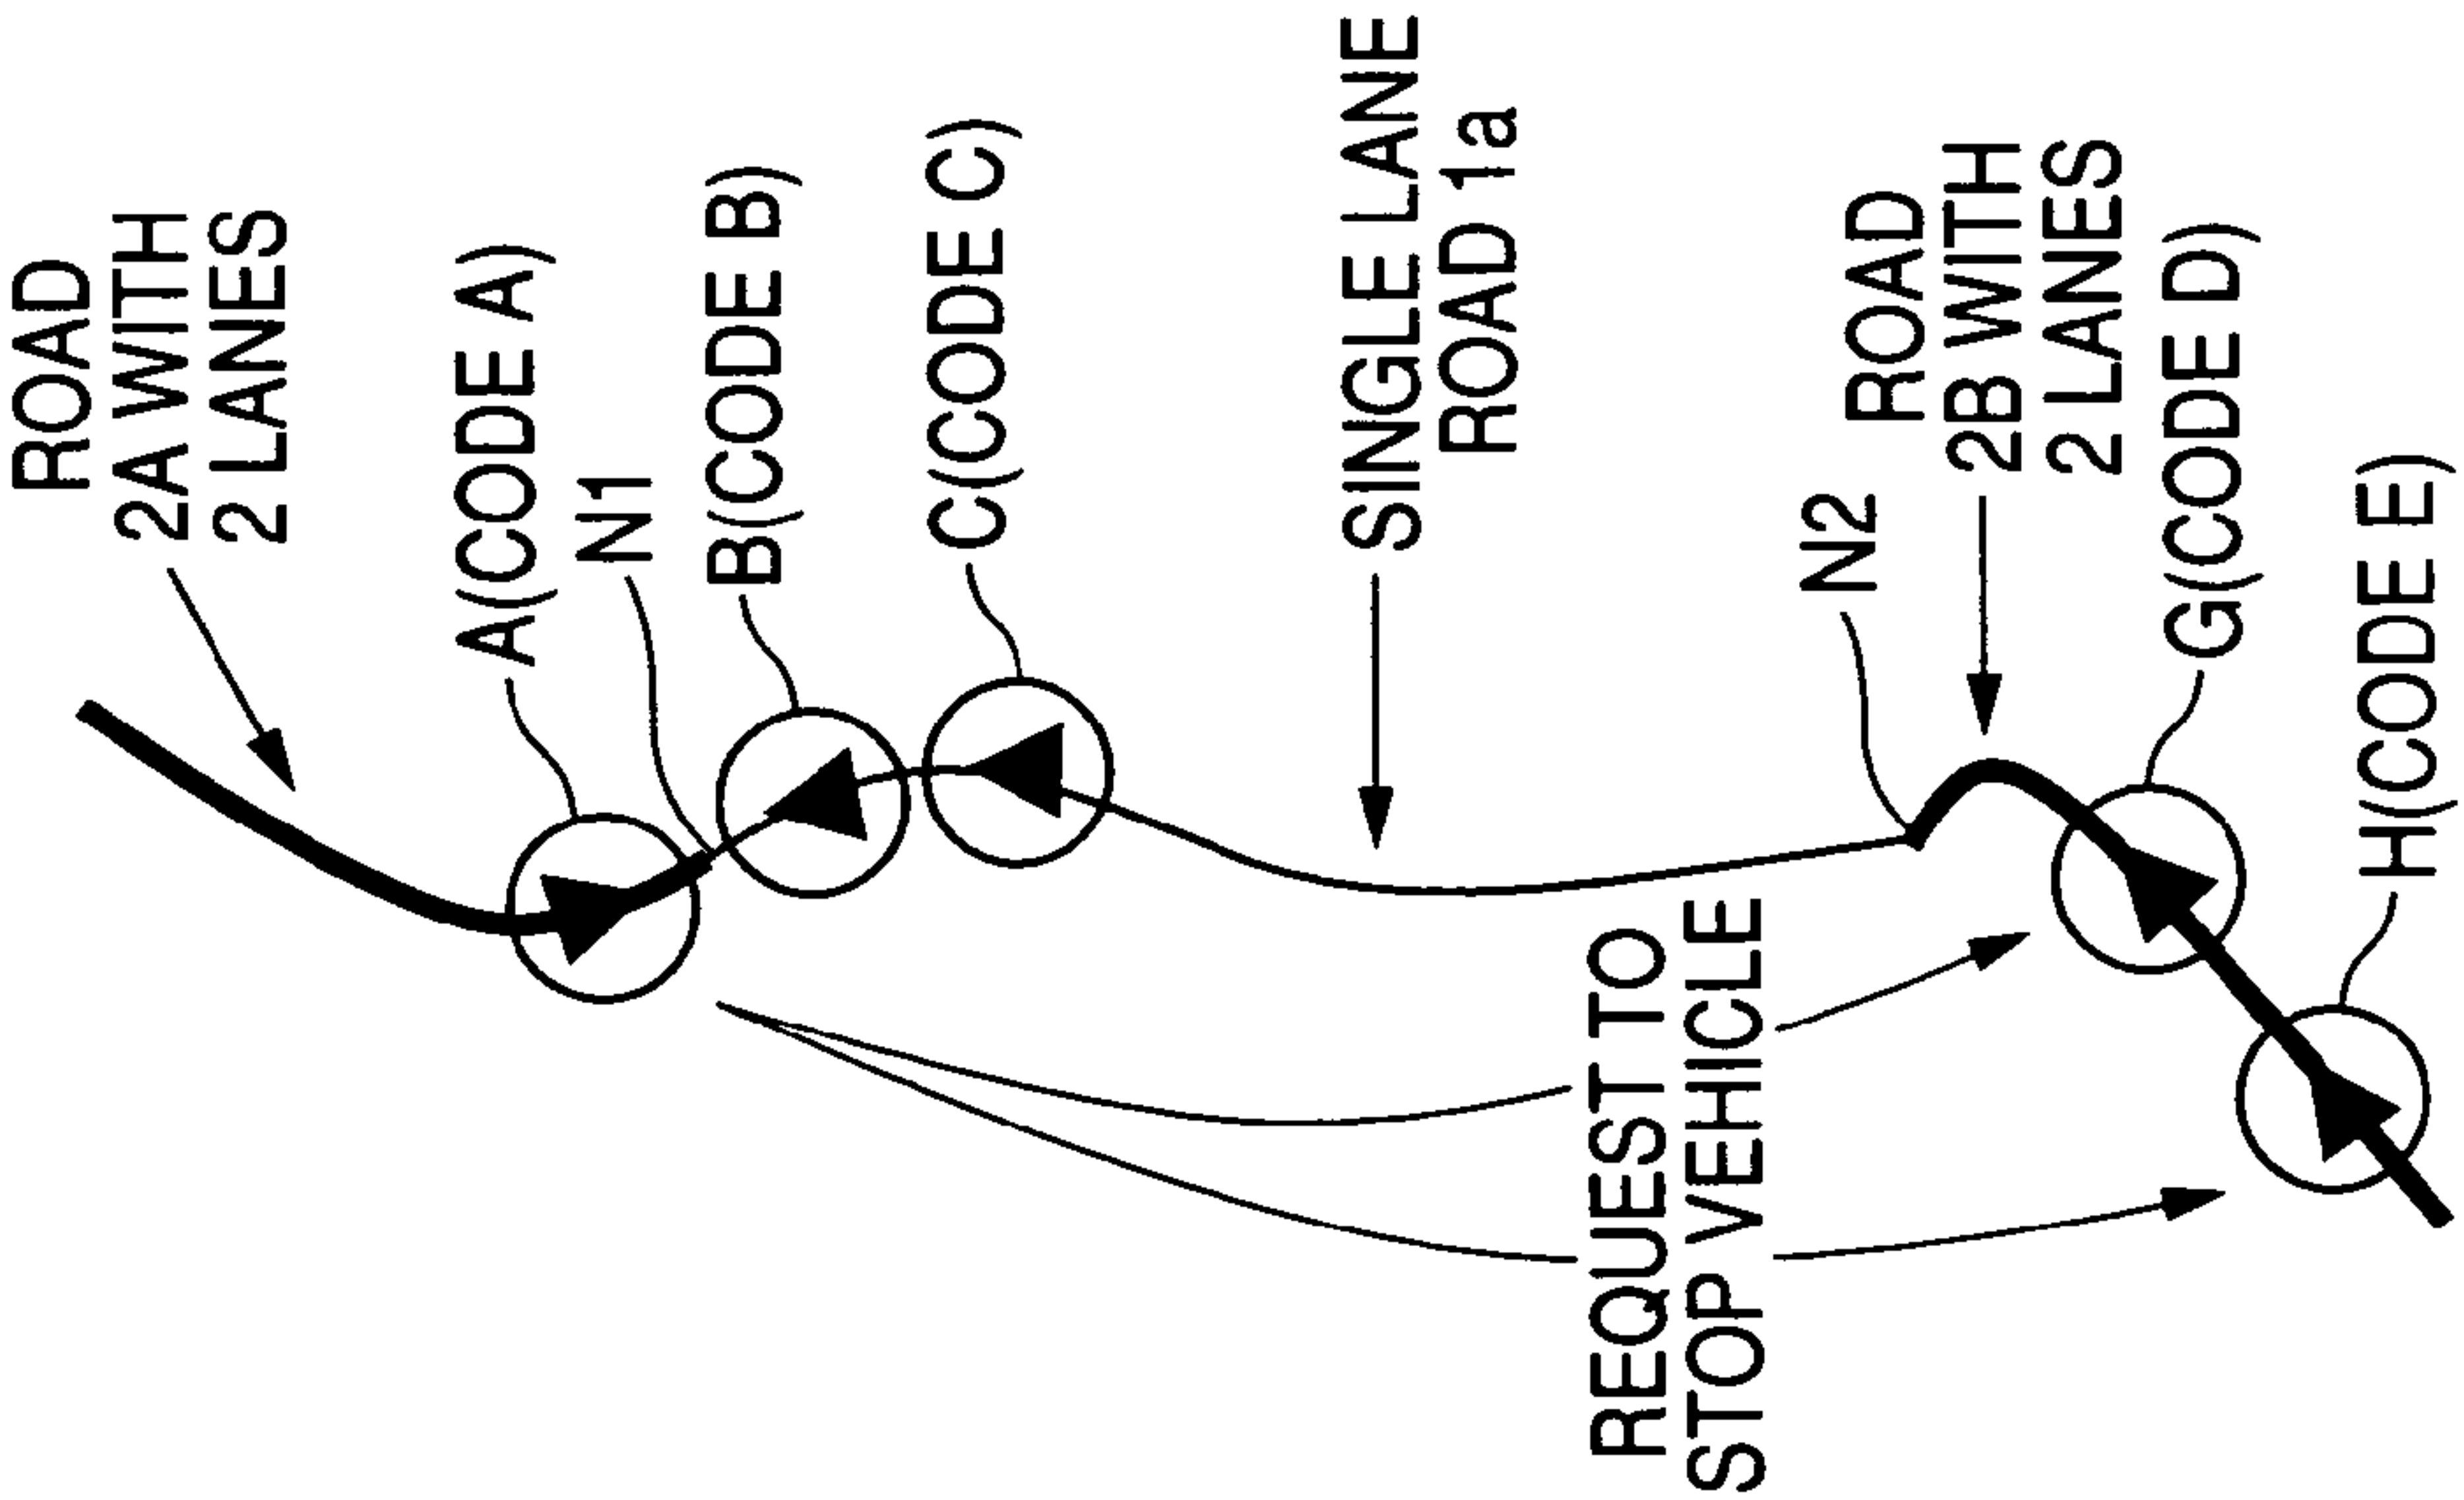 ROAD
2A WITH
2 LANES
A(CODE A)
N1
B(CODE B)
C(CODE C)
SINGLE LANE
ROAD 1a
N2
ROAD
2B WITH
2 LANES
G(CODE D)
H(CODE E)
REQUEST TO
STOP VEHICLE